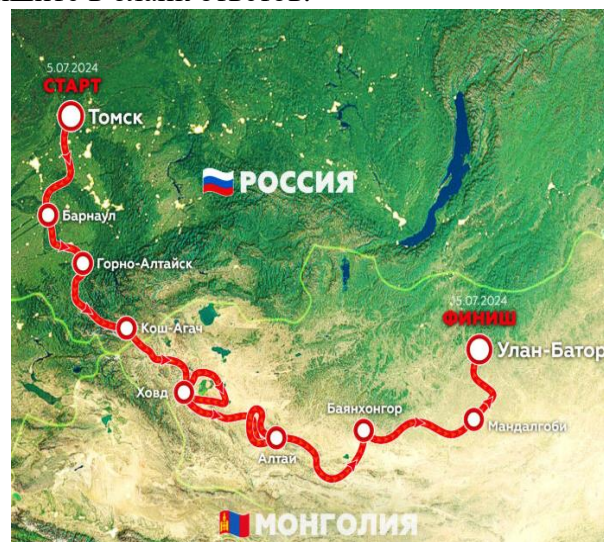 5.07.2024
СТАРТ
Томск
РОССИЯ
Барнаул
Горно-Алтайск
Кош-Агач
15.07.2024
ФИНИШ
Улан-Батор
Ховд
Баянхонгор
Мандалгоби
Алтай
МОНГОЛИЯ